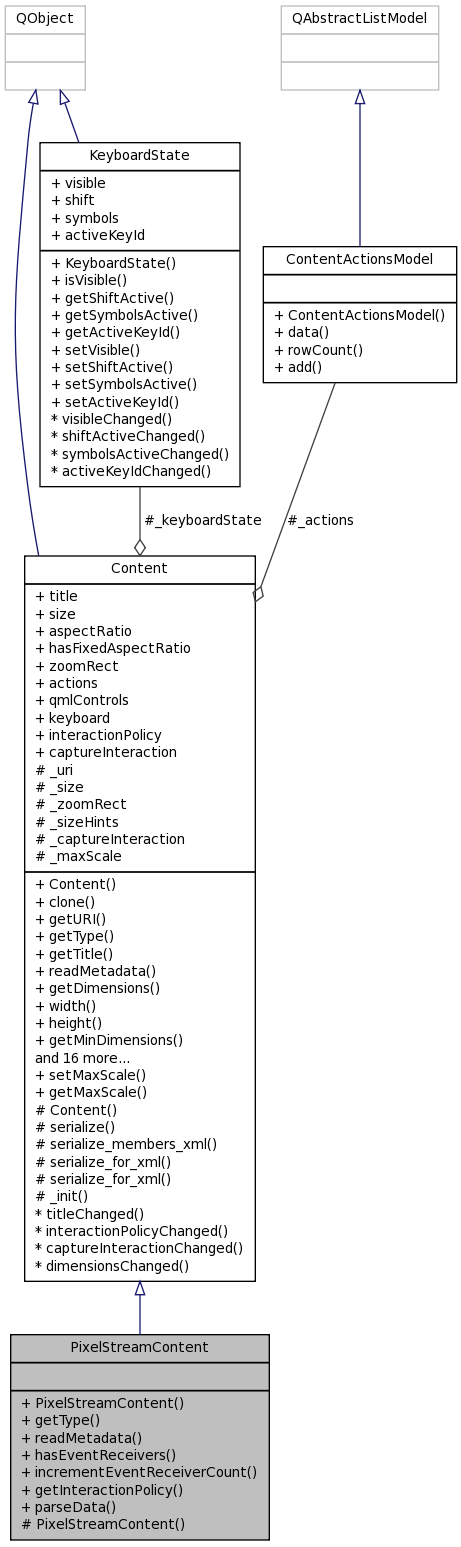 QObject
QAbstractListModel
KeyboardState
+ visible
+ shift
+ symbols
+ activeKeyId
+ KeyboardState()
+ isVisible()
+ getShiftActive()
+ getSymbolsActive()
+ getActiveKeyId()
+ setVisible()
+ setShiftActive()
+ setSymbolsActive()
+ setActiveKeyId()
* visibleChanged()
* shiftActiveChanged()
* symbolsActiveChanged()
* activeKeyIdChanged()
ContentActionsModel
+ ContentActionsModel()
+ data()
+ rowCount()
+ add()
#_keyboardState
#_actions
Content
+ title
+ size
+ aspectRatio
+ hasFixedAspectRatio
+ zoomRect
+ actions
+ qmlControls
+ keyboard
+ interactionPolicy
+ captureInteraction
# _uri
# _size
# _zoomRect
# _sizeHints
# _captureInteraction
# _maxScale
+ Content()
+ clone()
+ getURI()
+ getType()
+ getTitle()
+ readMetadata()
+ getDimensions()
+ width()
+ height()
+ getMinDimensions()
and 16 more...
+ setMaxScale()
+ getMaxScale()
# Content()
# serialize()
# serialize_members_xml()
# serialize_for_xml()
# serialize_for_xml()
# _init()
* titleChanged()
* interactionPolicyChanged()
* captureInteractionChanged()
* dimensionsChanged()
PixelStreamContent
+ PixelStreamContent()
+ getType()
+ readMetadata()
+ hasEventReceivers()
+ incrementEventReceiverCount()
+ getInteractionPolicy()
+ parseData()
# PixelStreamContent()